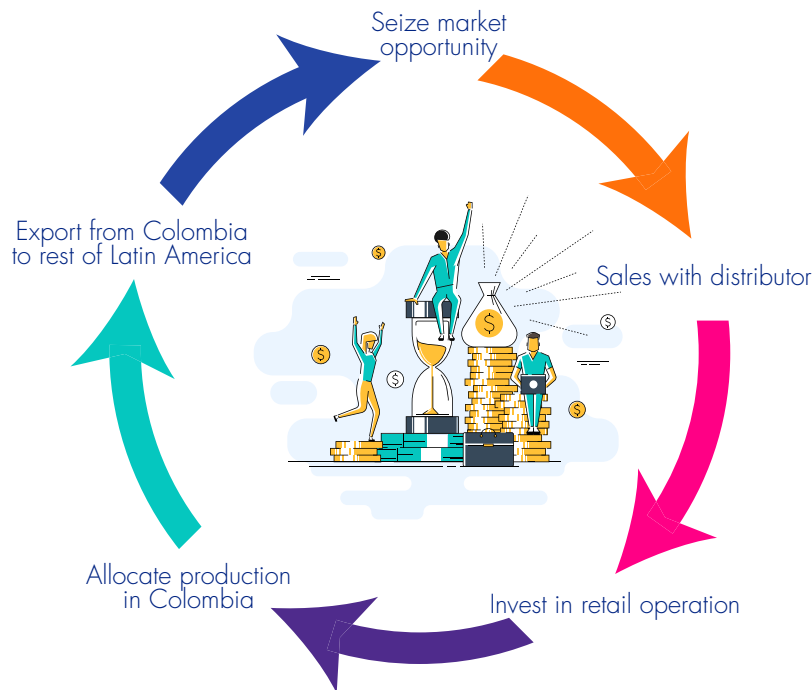 Seize market
opportunity
Sales with distributor
Invest in retail operation
Allocate production
in Colombia
Export from Colombia
to rest of Latin America
$
$
$
$
$
$